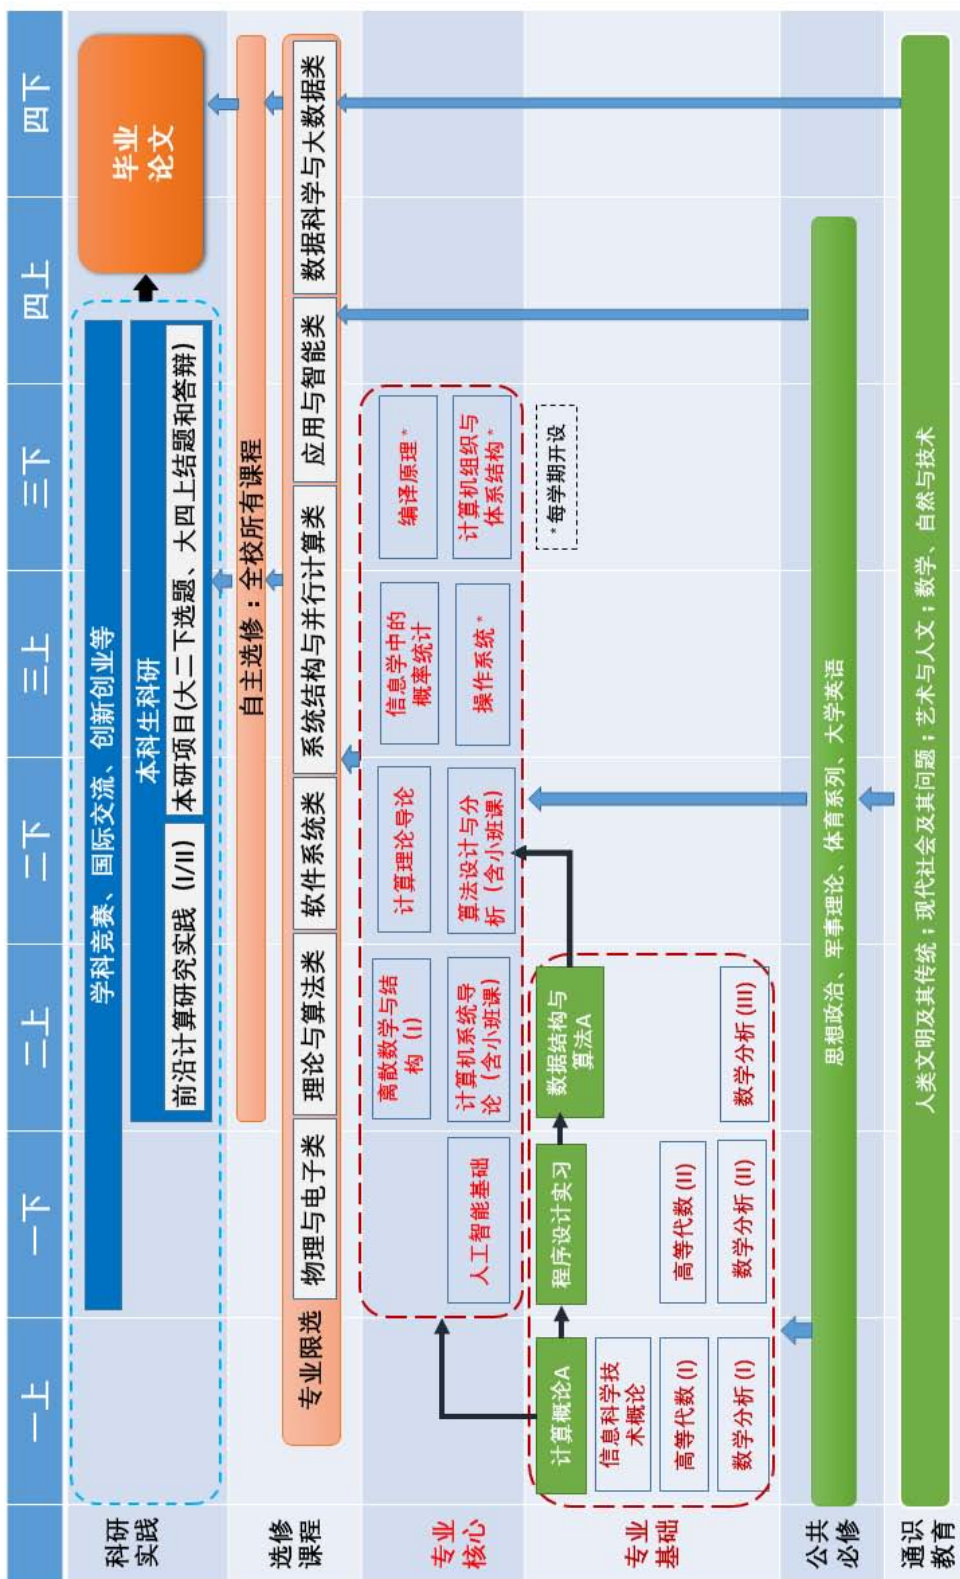 一上
一下
二上
二下
三上
三下
四上
四下
科研
实践
学科竞赛、国际交流、创新创业等
本科生科研
前沿计算研究实践（I/II）
本研项目(大二下选题、大四上结题和答辩)
毕业
论文
选修
课程
自主选修：全校所有课程
专业限选
物理与电子类
理论与算法类
软件系统类
系统结构与并行计算类
应用与智能类
数据科学与大数据类
专业
核心
人工智能基础
离散数学与结
构（I）
计算机系统导
论（含小班课）
计算理论导论
算法设计与分
析（含小班课）
信息学中的
概率统计
操作系统*
编译原理*
计算机组织与
体系结构*
专业
基础
计算概论A
信息科学技
术概论
高等代数 (I)
数学分析 (I)
程序设计实习
高等代数 (II)
数学分析 (II)
数据结构与
算法A
数学分析 (III)
*每学期开设
公共
必修
思想政治、军事理论、体育系列、大学英语
通识
教育
人类文明及其传统；现代社会及其问题；艺术与人文；数学、自然与技术